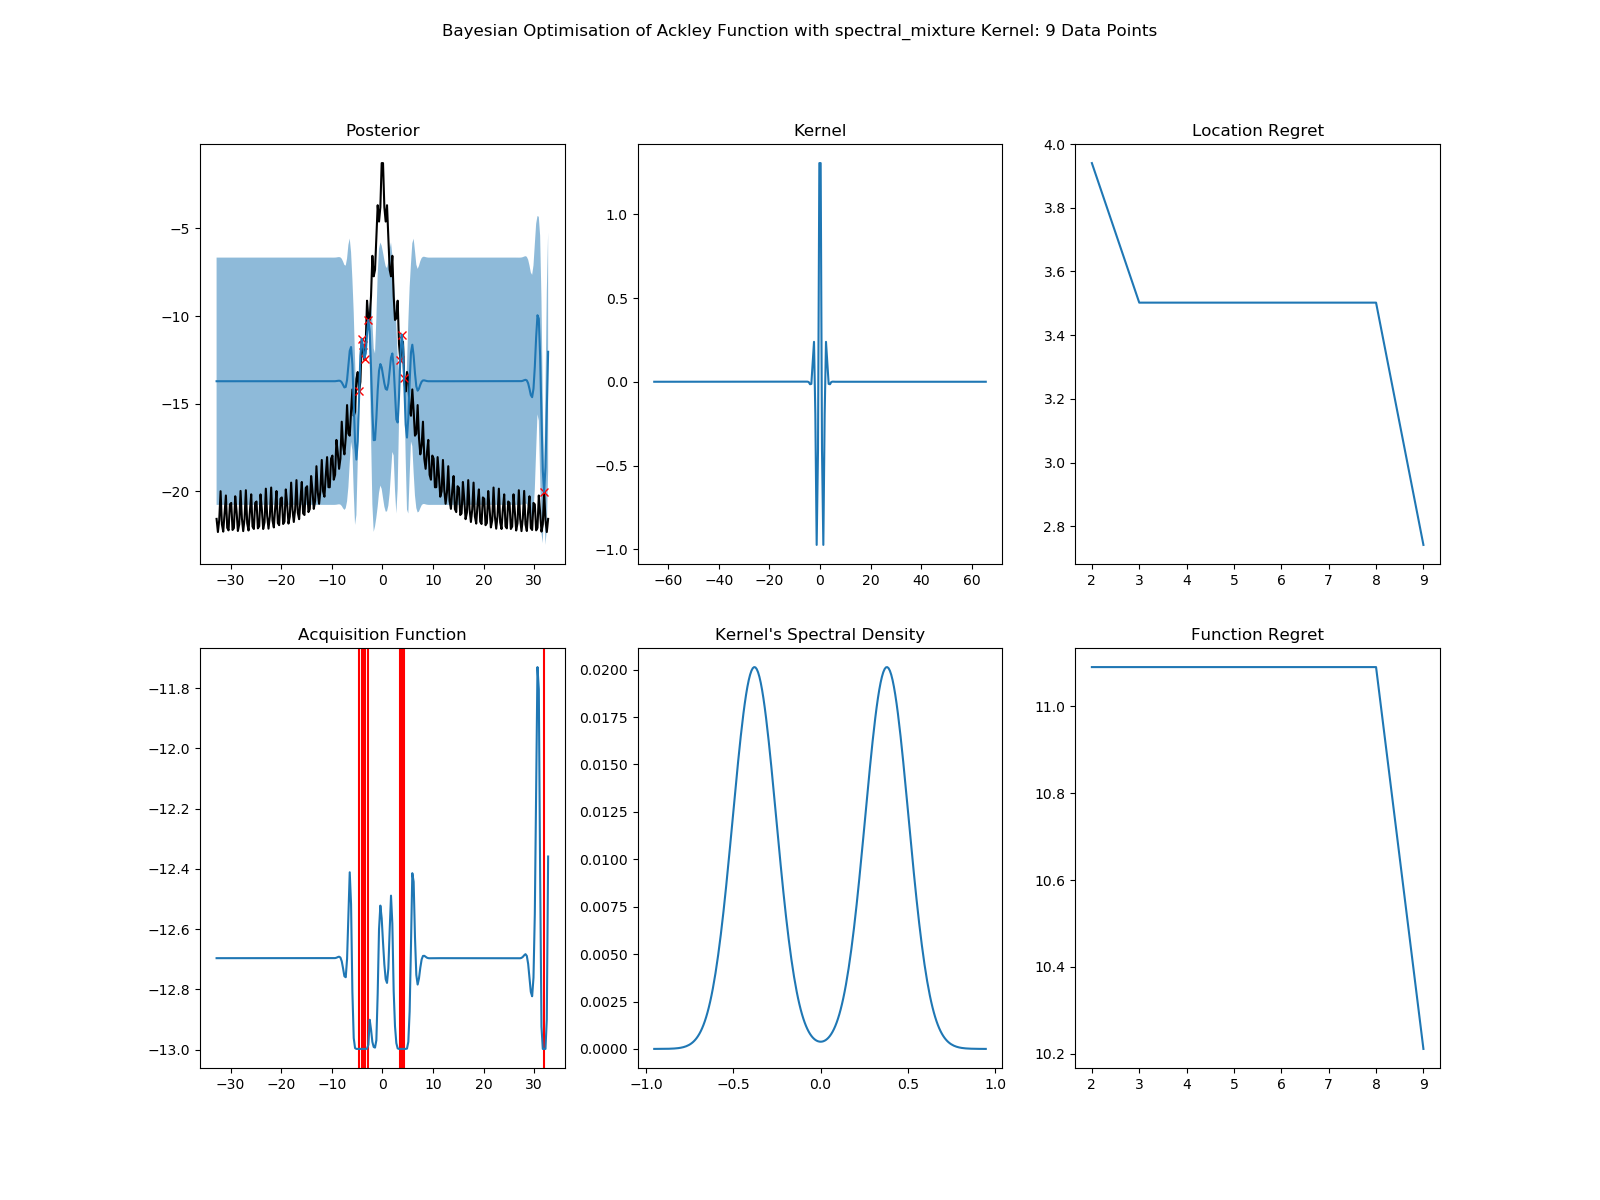 Bayesian Optimisation of Ackley Function with spectral_mixture Kernel: 9 Data Points
Posterior
−5
−10
−15
−20
−30 −20 −10 0 10 20 30
Kernel
1.0
0.5
0.0
−0.5
−1.0
−60 −40 −20 0 20 40 60
Location Regret
4.0
3.8
3.6
3.4
3.2
3.0
2.8
2 3 4 5 6 7 8 9
Acquisition Function
−11.8
−12.0
−12.2
−12.4
−12.6
−12.8
−13.0
−30 −20 −10 0 10 20 30
Kernel's Spectral Density
0.0200
0.0175
0.0150
0.0125
0.0100
0.0075
0.0050
0.0025
0.0000
−1.0 −0.5 0.0 0.5 1.0
Function Regret
11.0
10.8
10.6
10.4
10.2
2 3 4 5 6 7 8 9